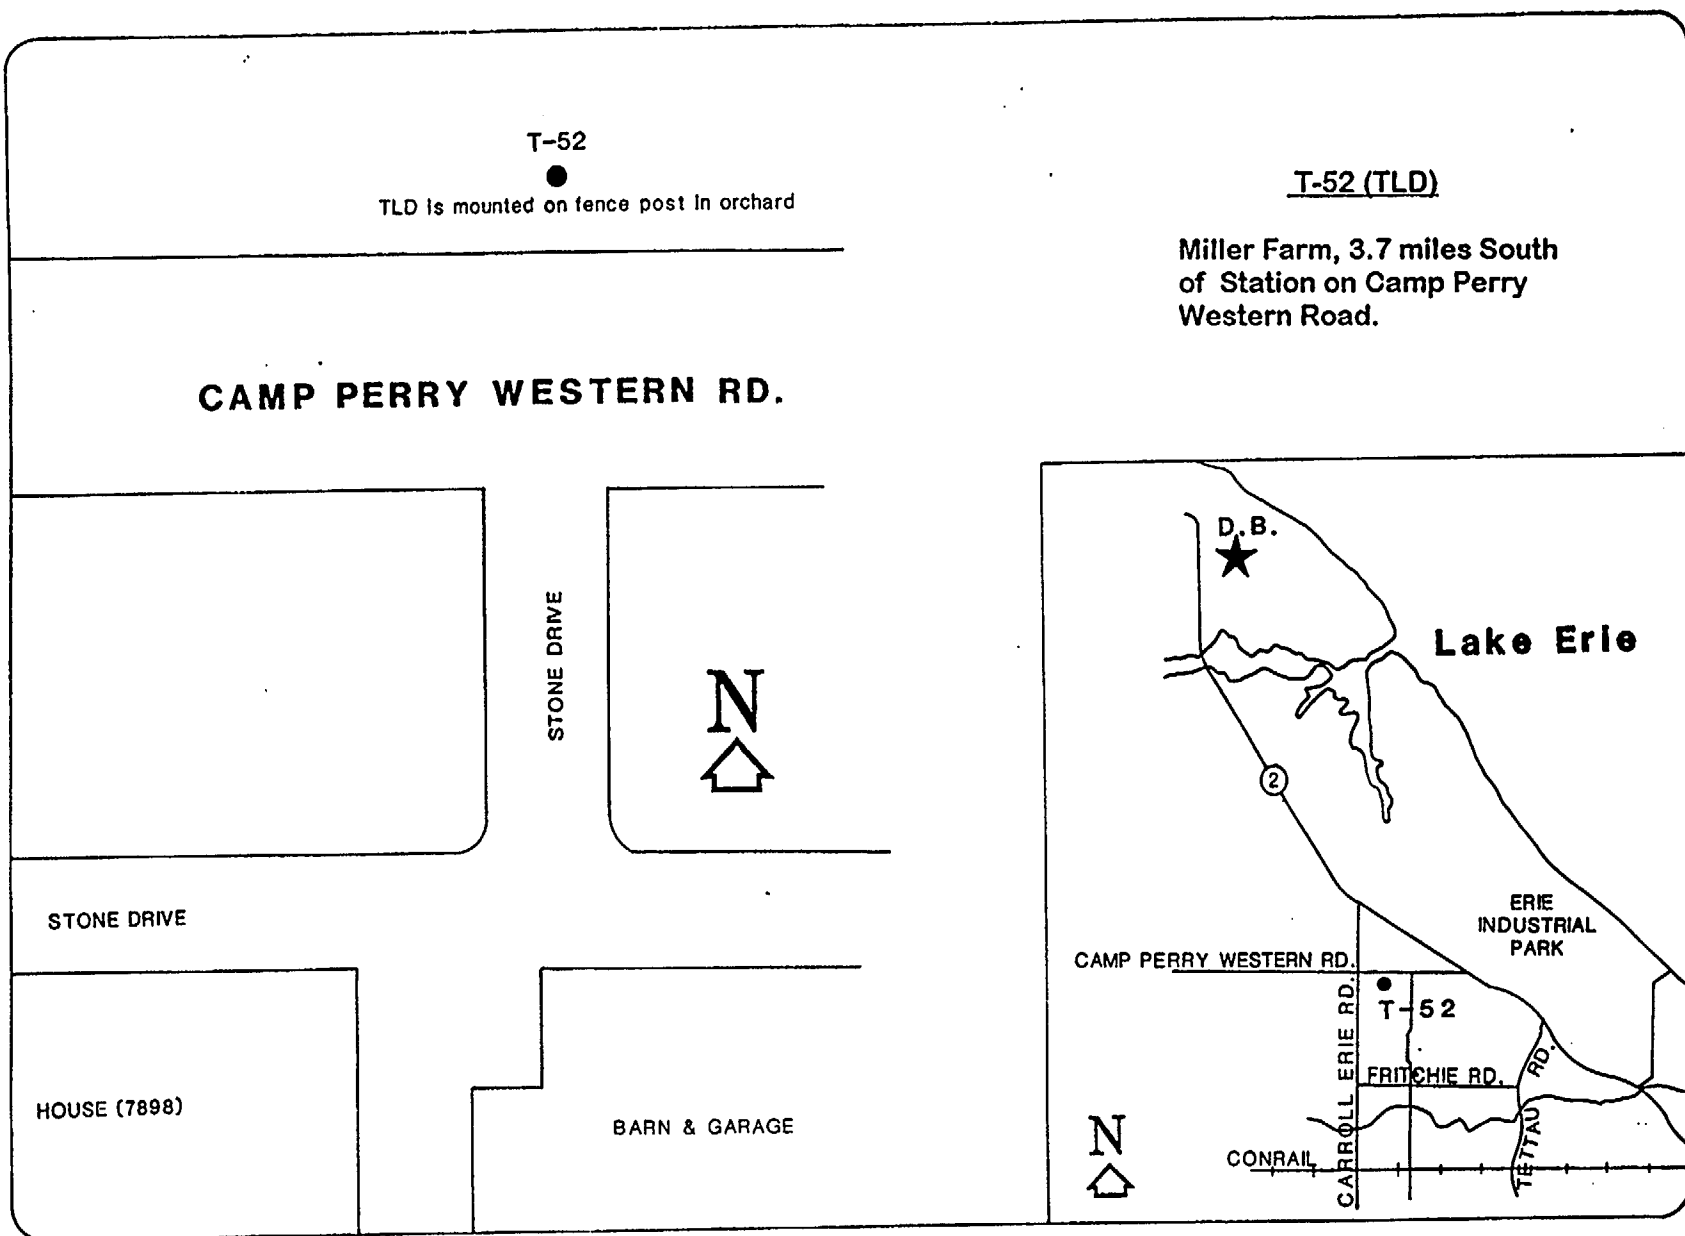 T-52
TLD is mounted on fence post in orchard
T-52 (TLD)
Miller Farm, 3.7 miles South
of Station on Camp Perry
Western Road.
CAMP PERRY WESTERN RD.
STONE DRIVE
N
STONE DRIVE
HOUSE (7898)
BARN & GARAGE
D.B.
Lake Erie
2
ERIE
INDUSTRIAL
PARK
CAMP PERRY WESTERN RD.
T-52
CARROLL ERIE RD.
FRITCHIE RD.
TETTAU RD.
CONRAIL
N